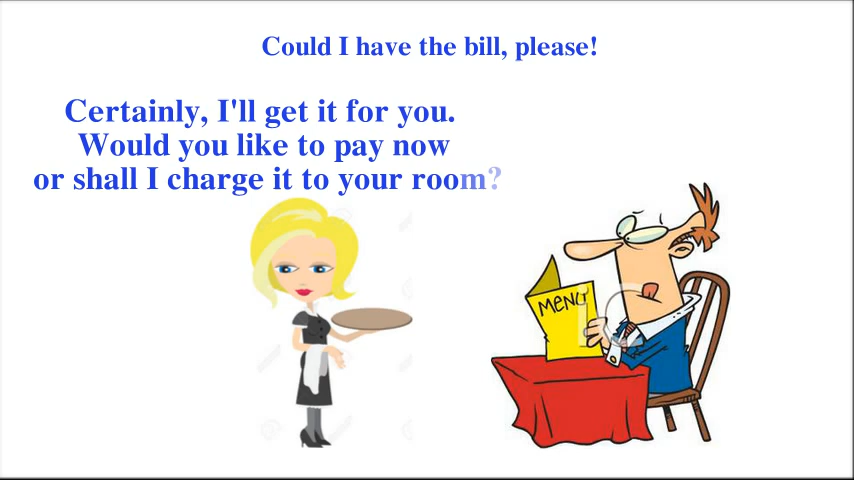 Could I have the bill, please!
Certainly, I'll get it for you.
Would you like to pay now
or shall I charge it to your room?
MENU